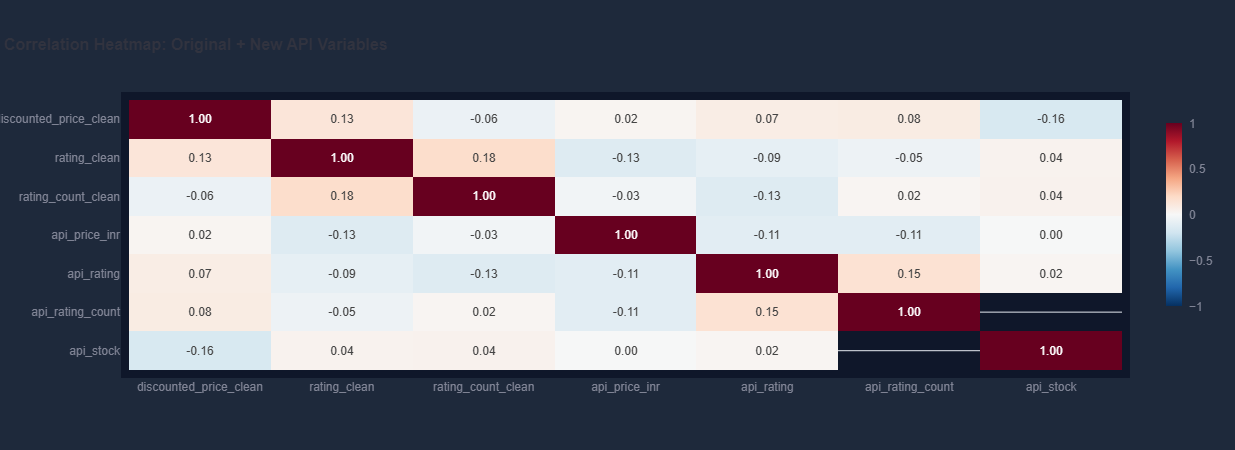 Correlation Heatmap: Original + New API Variables
discounted_price_clean 1.00 0.13 -0.06 0.02 0.07 0.08 -0.16 1
rating_clean 0.13 1.00 0.18 -0.13 -0.09 -0.05 0.04 0.5
rating_count_clean -0.06 0.18 1.00 -0.03 -0.13 0.02 0.04
api_price_inr 0.02 -0.13 -0.03 1.00 -0.11 -0.11 0.00 0
api_rating 0.07 -0.09 -0.13 -0.11 1.00 0.15 0.02 −0.5
api_rating_count 0.08 -0.05 0.02 -0.11 0.15 1.00 −1
api_stock -0.16 0.04 0.04 0.00 0.02 1.00
discounted_price_clean rating_clean rating_count_clean api_price_inr api_rating api_rating_count api_stock